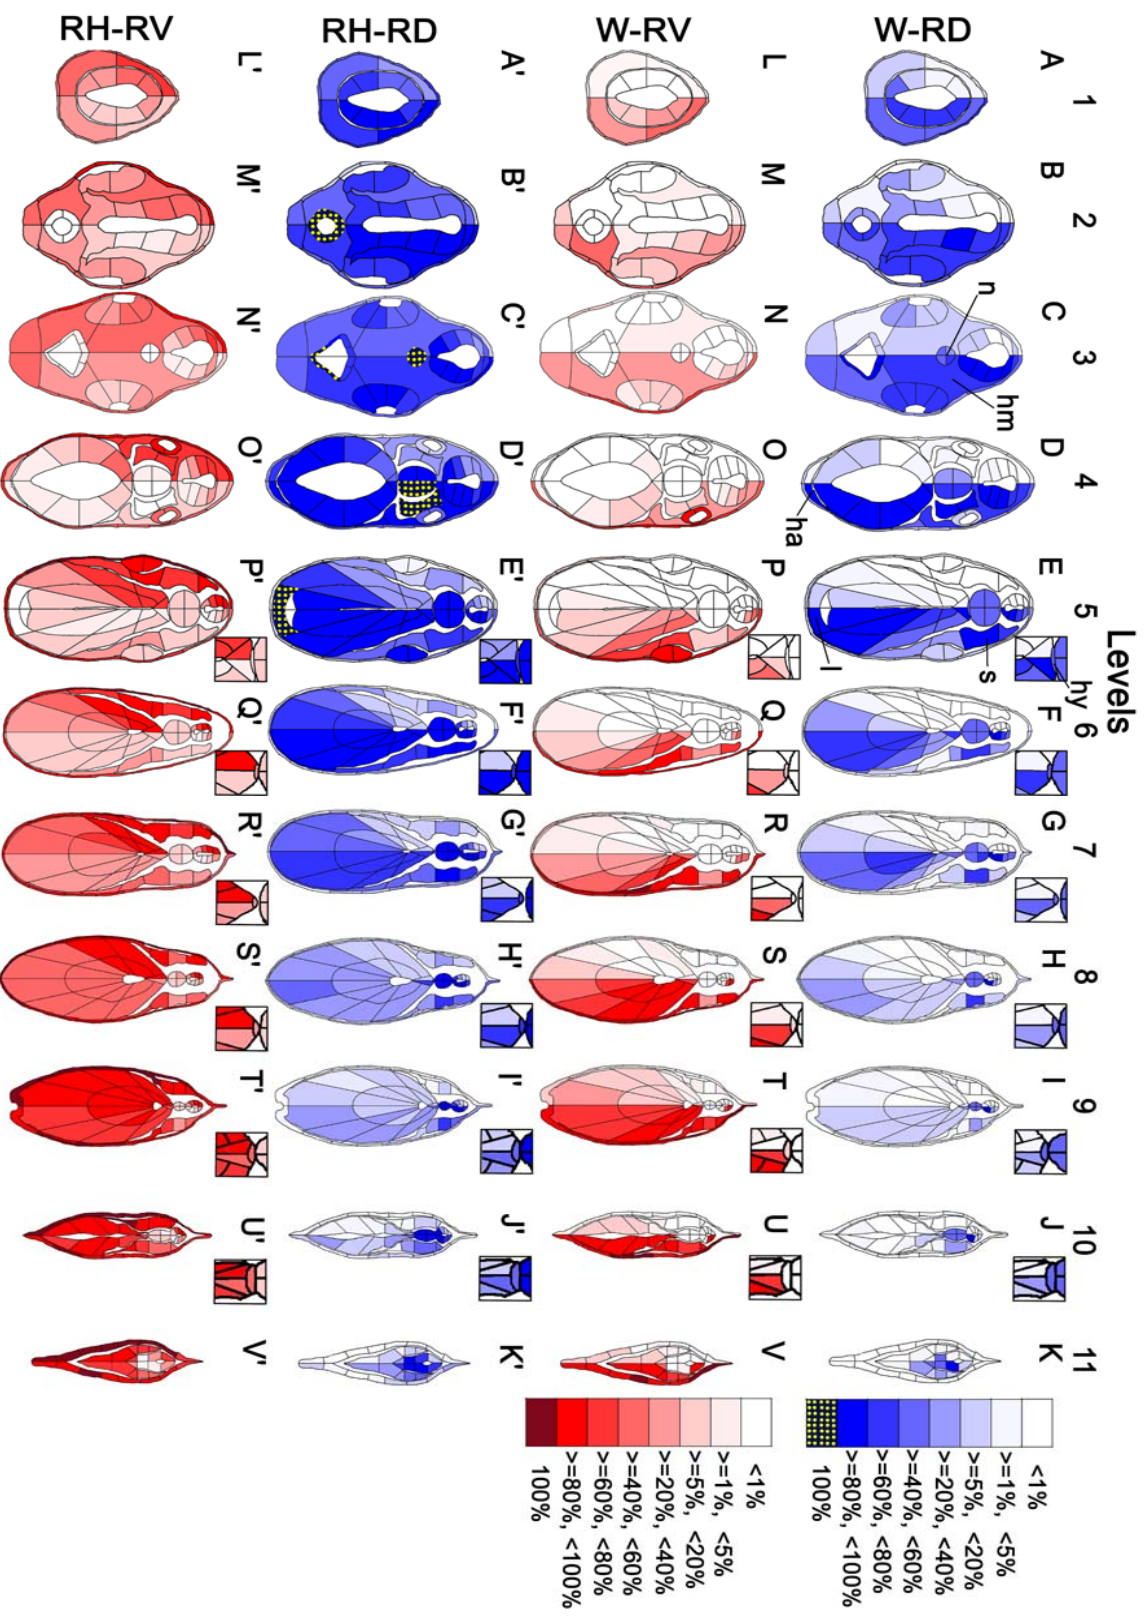 Levels
1 2 3 4 5 6 7 8 9 10 11
W-RD
A B C D E F G H I J K
n
hm
ha
l
s
hy
W-RV
L M N O P Q R S T U V
RH-RD
A' B' C' D' E' F' G' H' I' J' K'
RH-RV
L' M' N' O' P' Q' R' S' T' U' V'
<1%
>=1%, <5%
>=5%, <20%
>=20%, <40%
>=40%, <60%
>=60%, <80%
>=80%, <100%
100%
<1%
>=1%, <5%
>=5%, <20%
>=20%, <40%
>=40%, <60%
>=60%, <80%
>=80%, <100%
100%